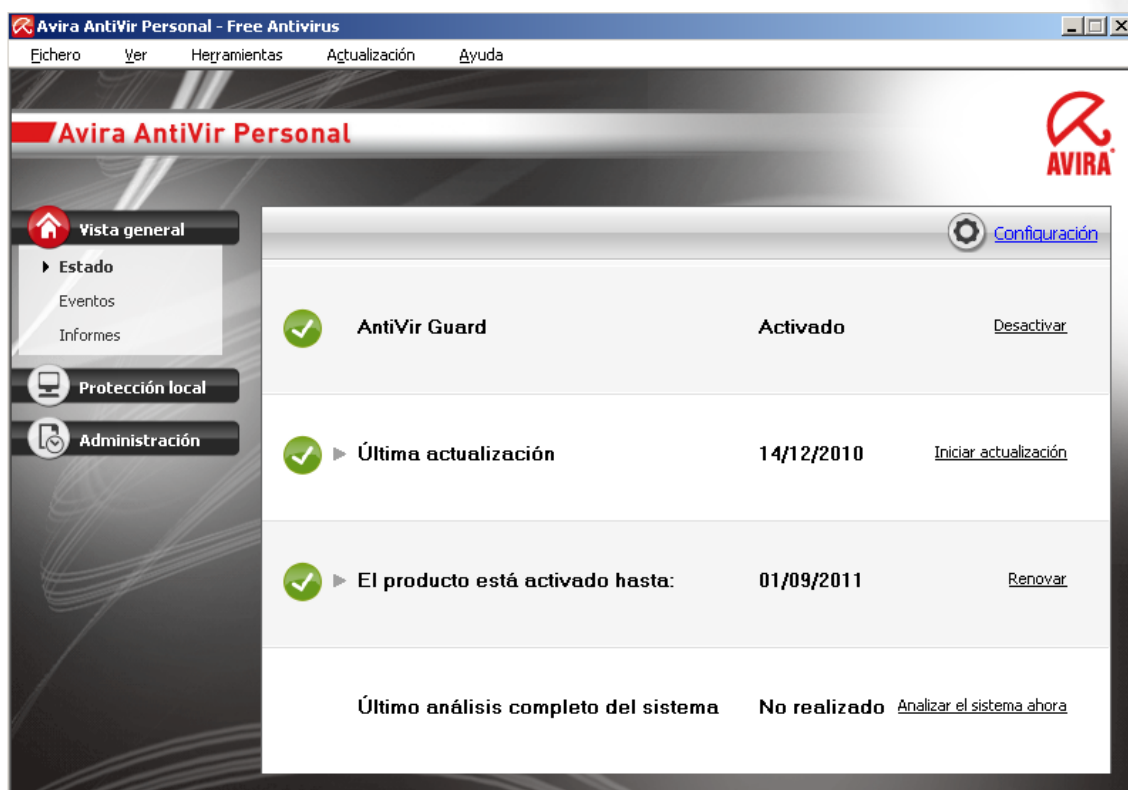 Avira AntiVir Personal - Free Antivirus
Fichero Ver Herramientas Actualización Ayuda
Avira AntiVir Personal
AVIRA
Vista general
Estado
Eventos
Informes
Protección local
Administración
Configuración
AntiVir Guard Activado Desactivar
Última actualización 14/12/2010 Iniciar actualización
El producto está activado hasta: 01/09/2011 Renovar
Último análisis completo del sistema No realizado Analizar el sistema ahora